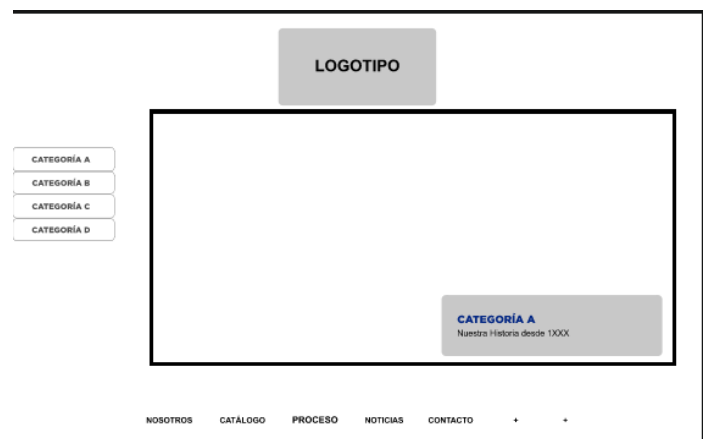 LOGOTIPO
CATEGORÍA A
CATEGORÍA B
CATEGORÍA C
CATEGORÍA D
CATEGORÍA A
Nuestra Historia desde 1XXX
NOSOTROS CATÁLOGO PROCESO NOTICIAS CONTACTO + +